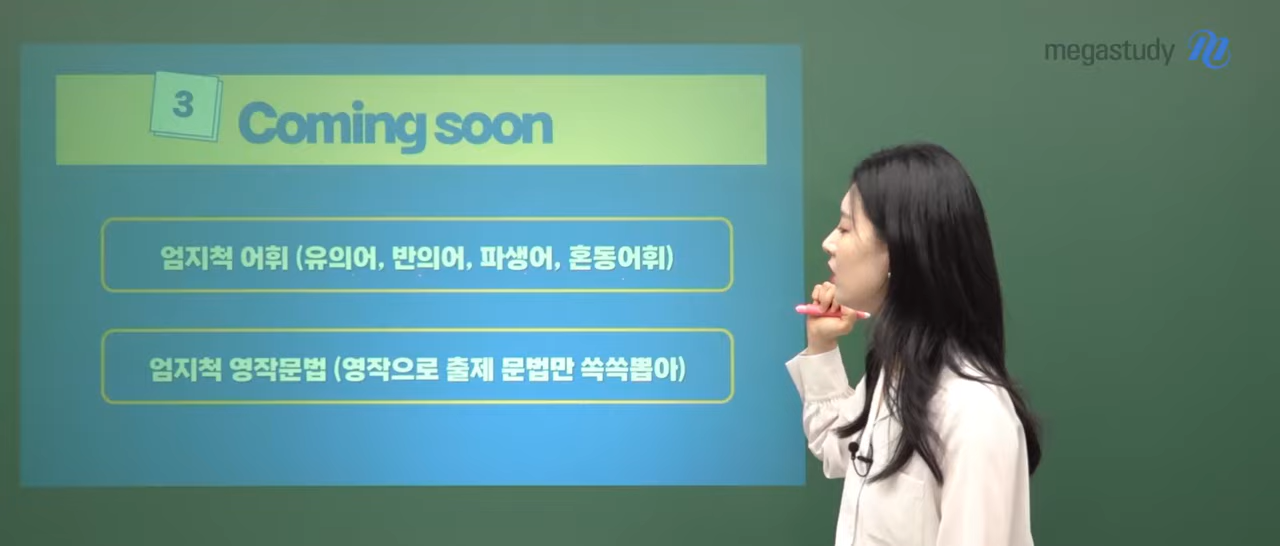 megastudy
3
Coming soon
엄지척 어휘 (유의어, 반의어, 파생어, 혼동어휘)
엄지척 영작문법 (영작으로 출제 문법만 쏙쏙뽑아)